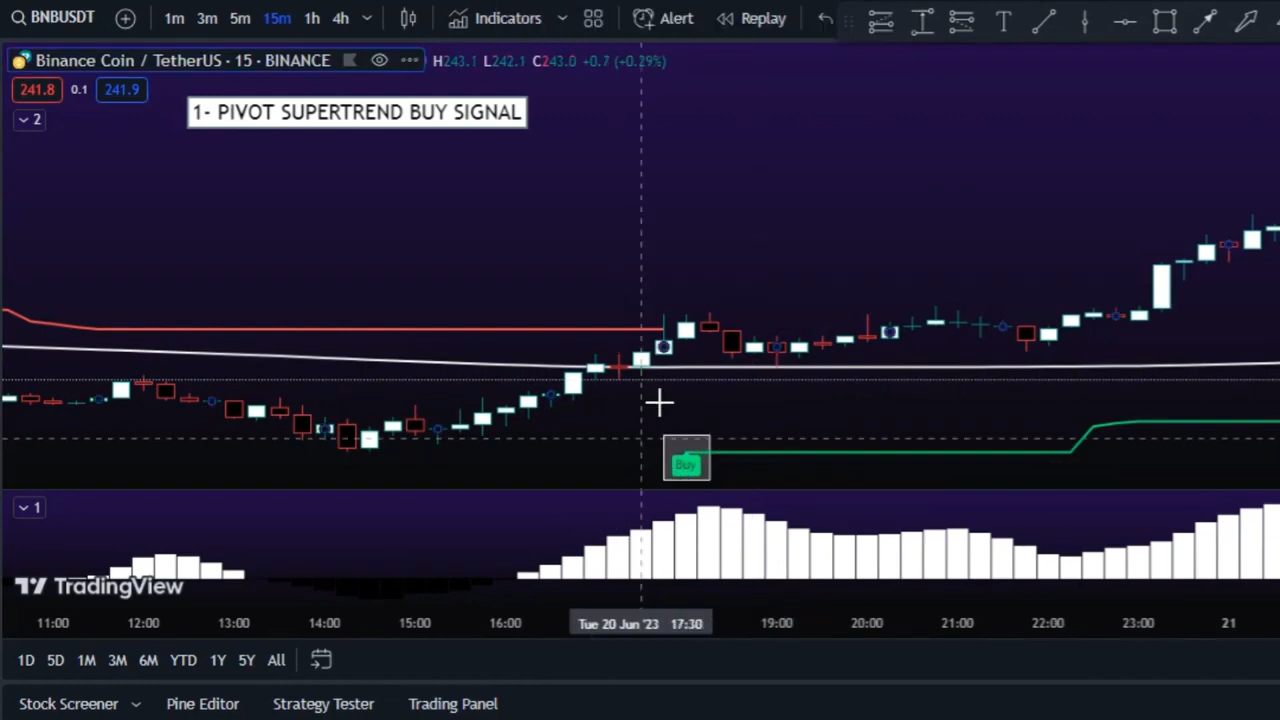 BNBUSDT 1m 3m 5m 15m 1h 4h Indicators Alert Replay
Binance Coin / TetherUS · 15 · BINANCE H243.1 L242.1 C243.0 +0.7 (+0.29%)
241.8 0.1 241.9
1- PIVOT SUPERTREND BUY SIGNAL
2
Buy
1
TradingView
11:00 12:00 13:00 14:00 15:00 16:00 Tue 20 Jun '23 17:30 19:00 20:00 21:00 22:00 23:00 21
1D 5D 1M 3M 6M YTD 1Y 5Y All
Stock Screener Pine Editor Strategy Tester Trading Panel